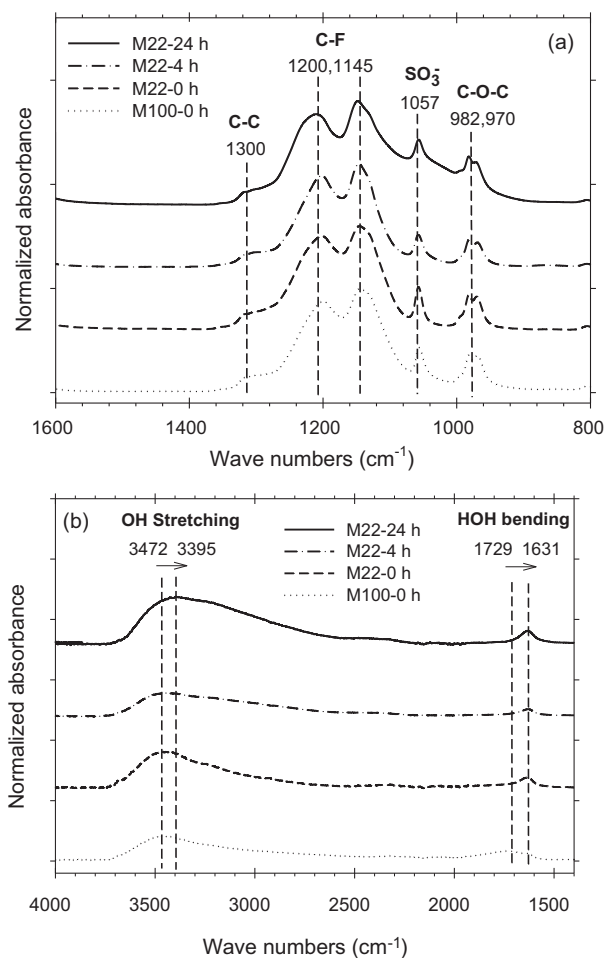 (a)
M22-24 h
M22-4 h
M22-0 h
M100-0 h
C-F
1200,1145
SO₃⁻
1057
C-O-C
982,970
C-C
1300
Normalized absorbance
1600 1400 1200 1000 800
Wave numbers (cm⁻¹)
(b)
OH Stretching
3472 3395
M22-24 h
M22-4 h
M22-0 h
M100-0 h
HOH bending
1729 1631
Normalized absorbance
4000 3500 3000 2500 2000 1500
Wave numbers (cm⁻¹)